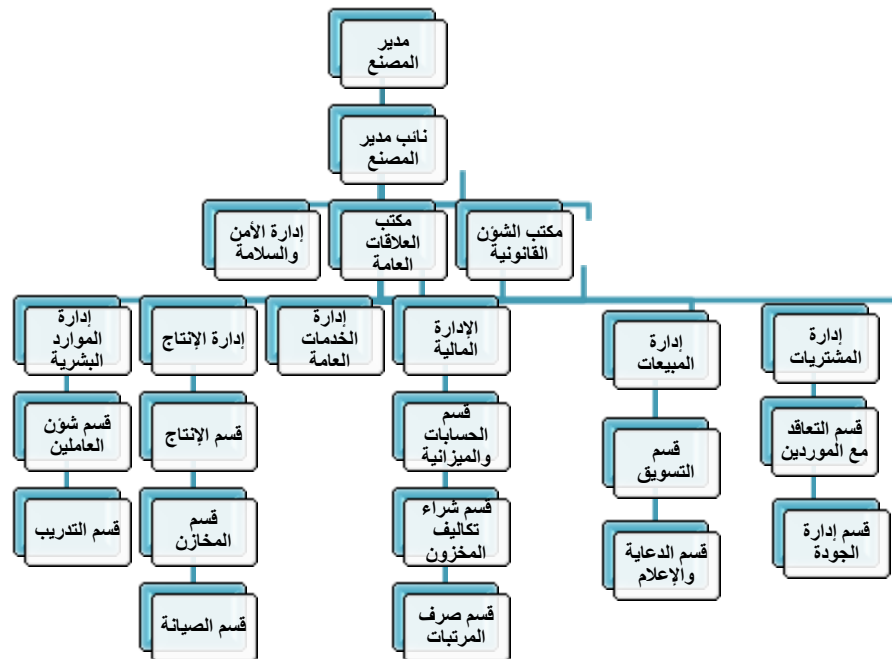 مدير
المصنع
نائب مدير
المصنع
مكتب الشؤن
القانونية
مكتب
العلاقات
العامة
إدارة الأمن
والسلامة
إدارة
المشتريات
إدارة
المبيعات
الإدارة
المالية
إدارة
الخدمات
العامة
إدارة الإنتاج
إدارة
الموارد
البشرية
قسم التعاقد
مع الموردين
قسم
التسويق
قسم
الحسابات
والميزانية
قسم الإنتاج
قسم شؤن
العاملين
قسم إدارة
الجودة
قسم الدعاية
والإعلام
قسم شراء
تكاليف
المخزون
قسم
المخازن
قسم التدريب
قسم صرف
المرتبات
قسم الصيانة